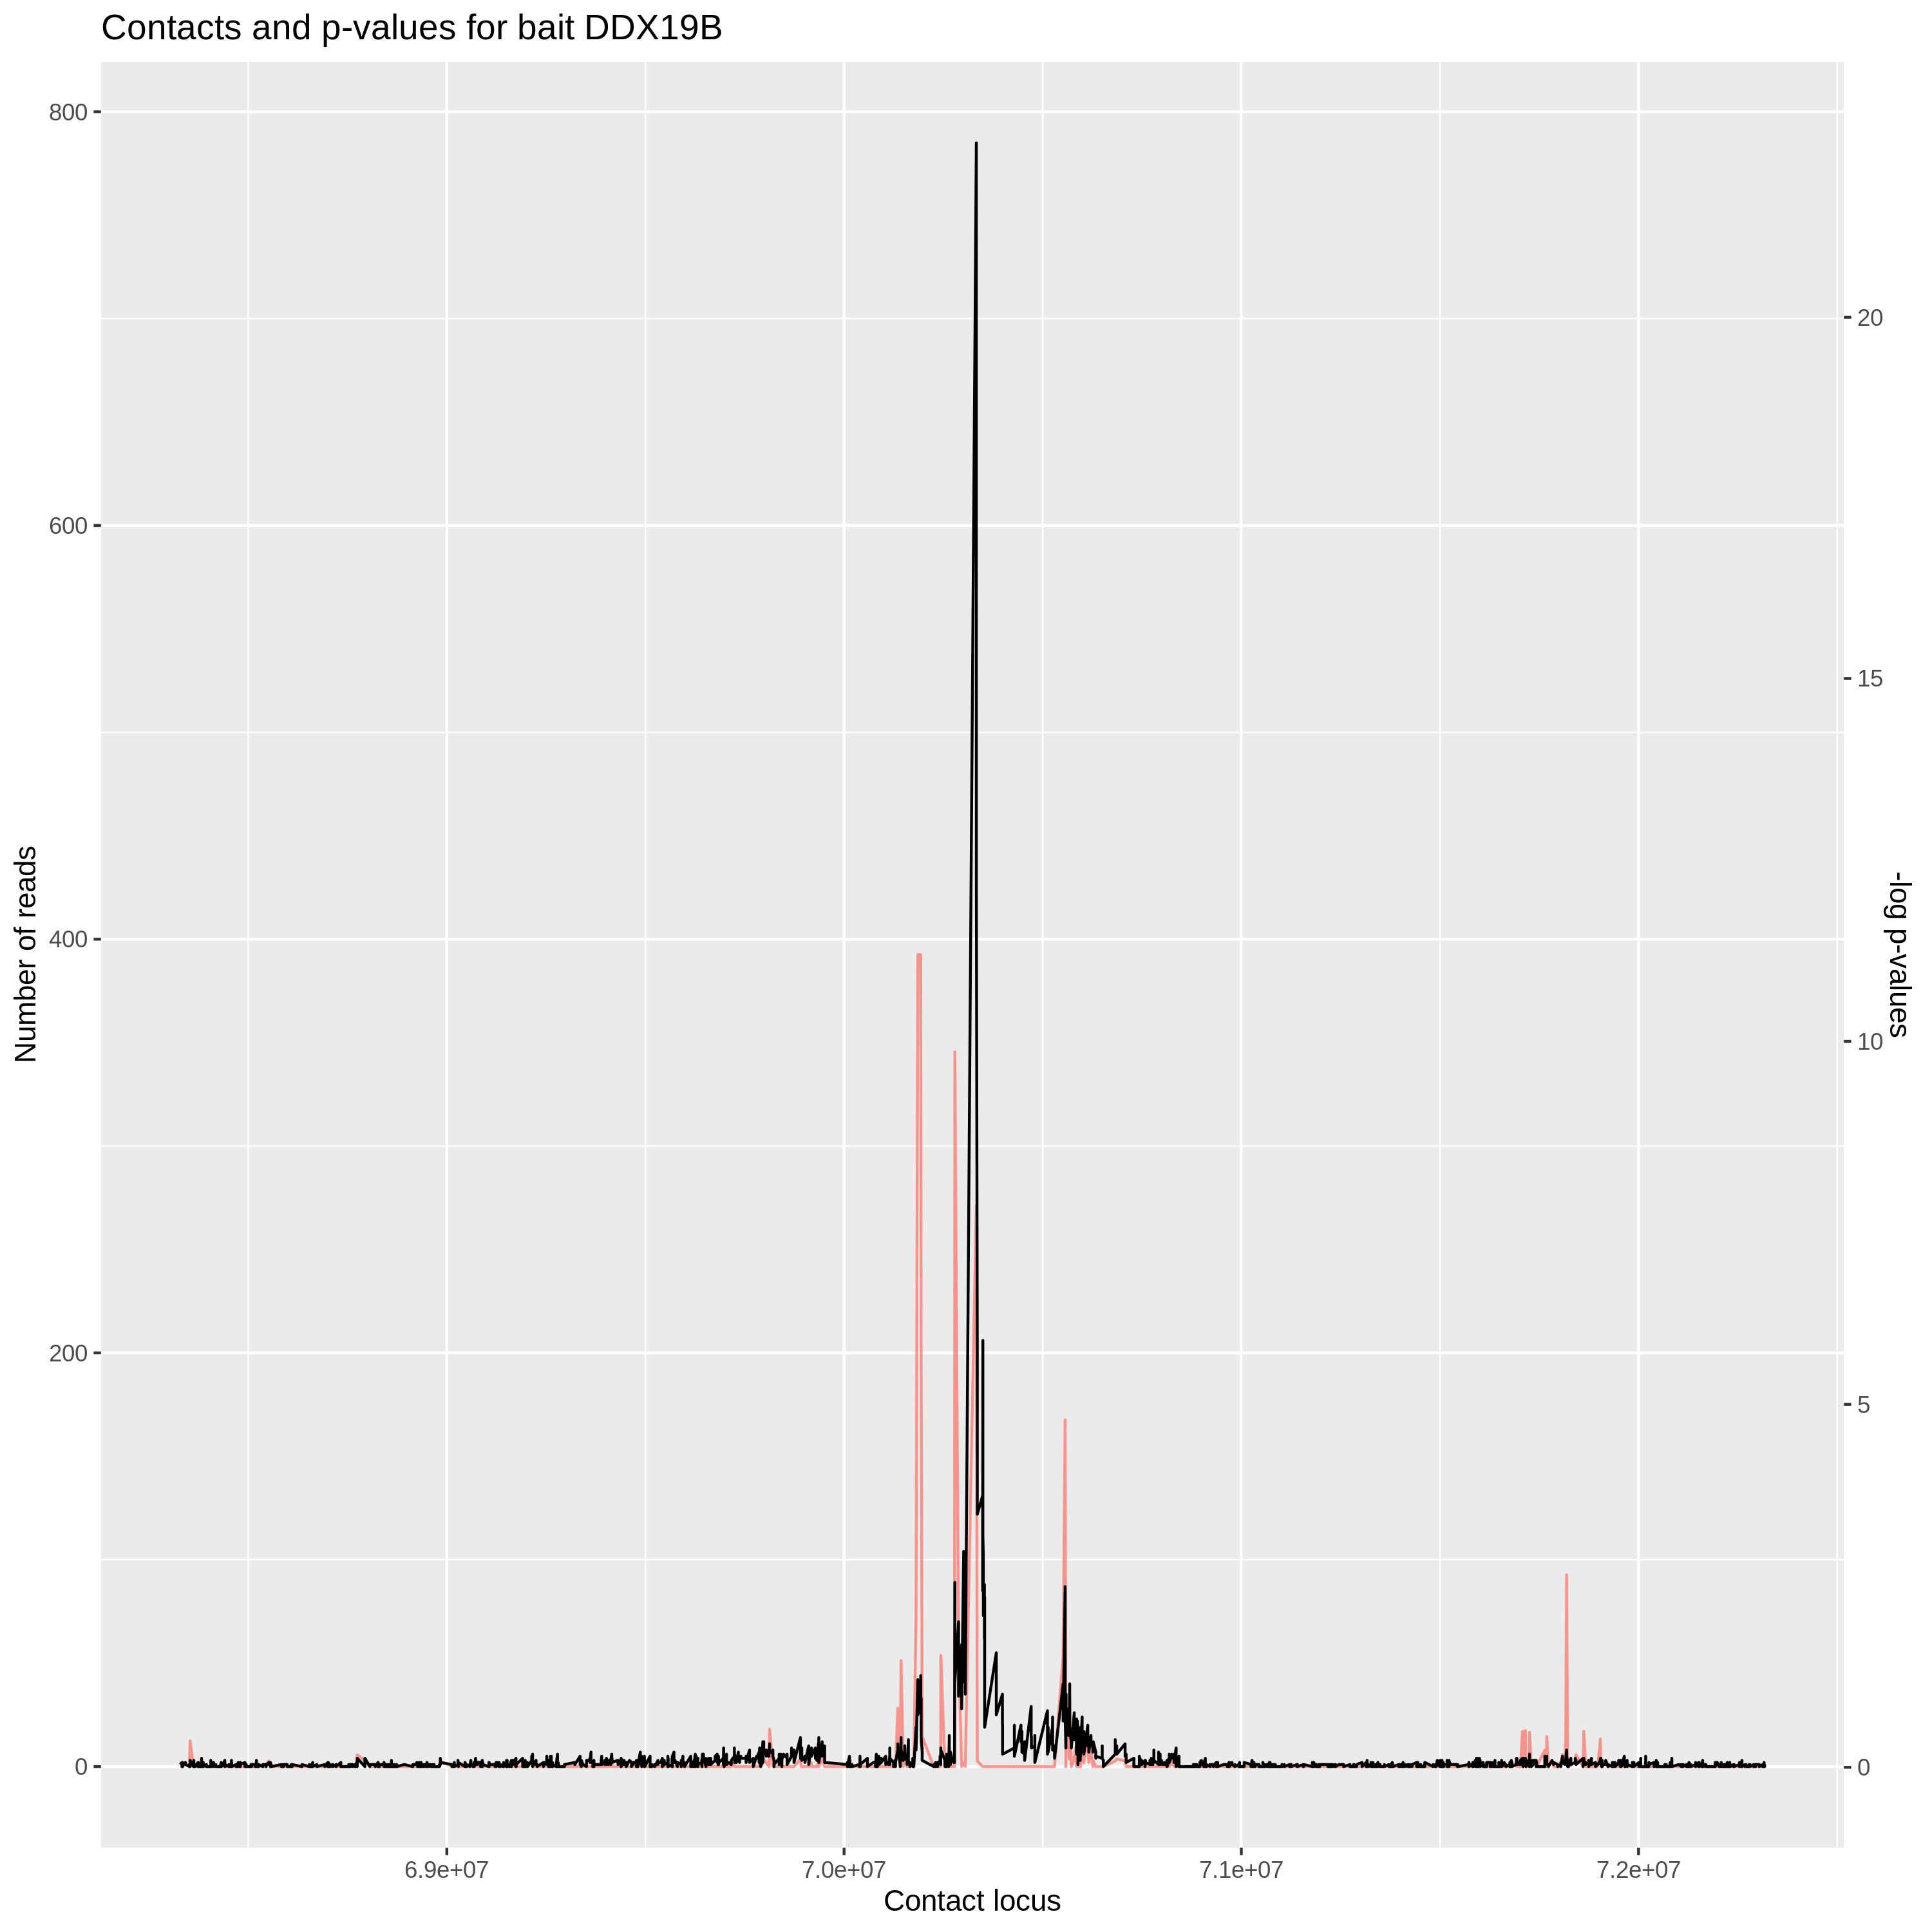 Contacts and p-values for bait DDX19B
800
600
400
200
0
Number of reads
20
15
10
5
0
-log p-values
6.9e+07
7.0e+07
7.1e+07
7.2e+07
Contact locus